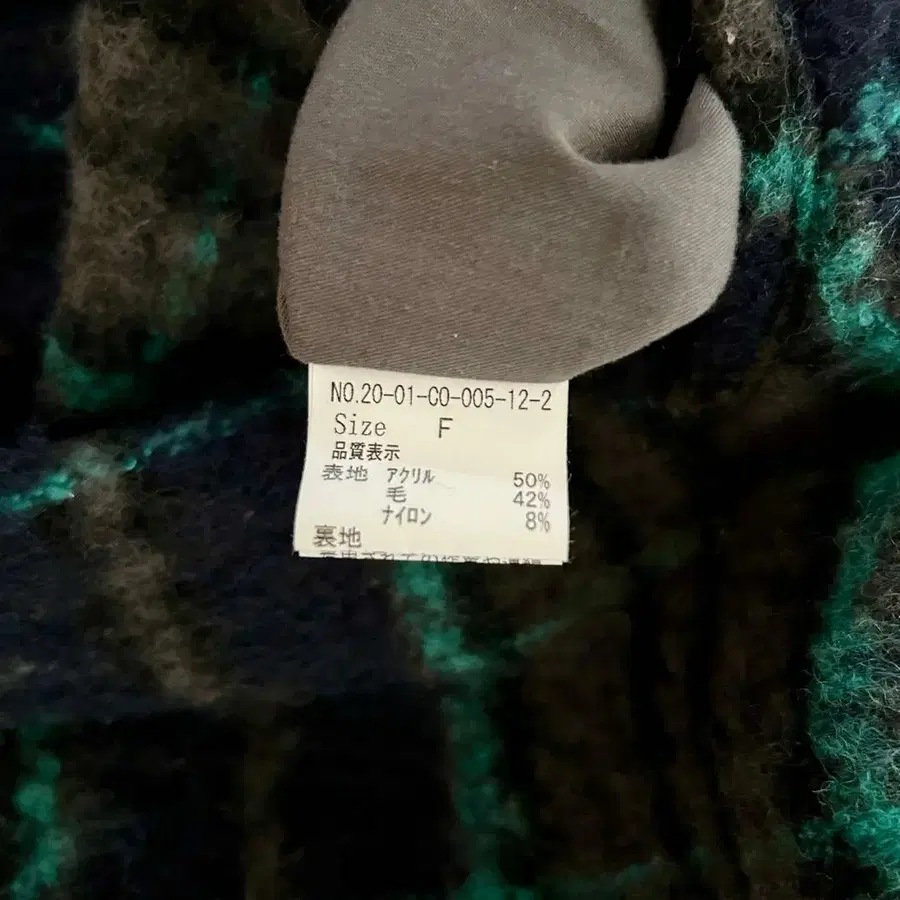 NO.20-01-CO-005-12-2
Size F
品質表示
表地 アクリル 50%
毛 42%
ナイロン 8%
裏地